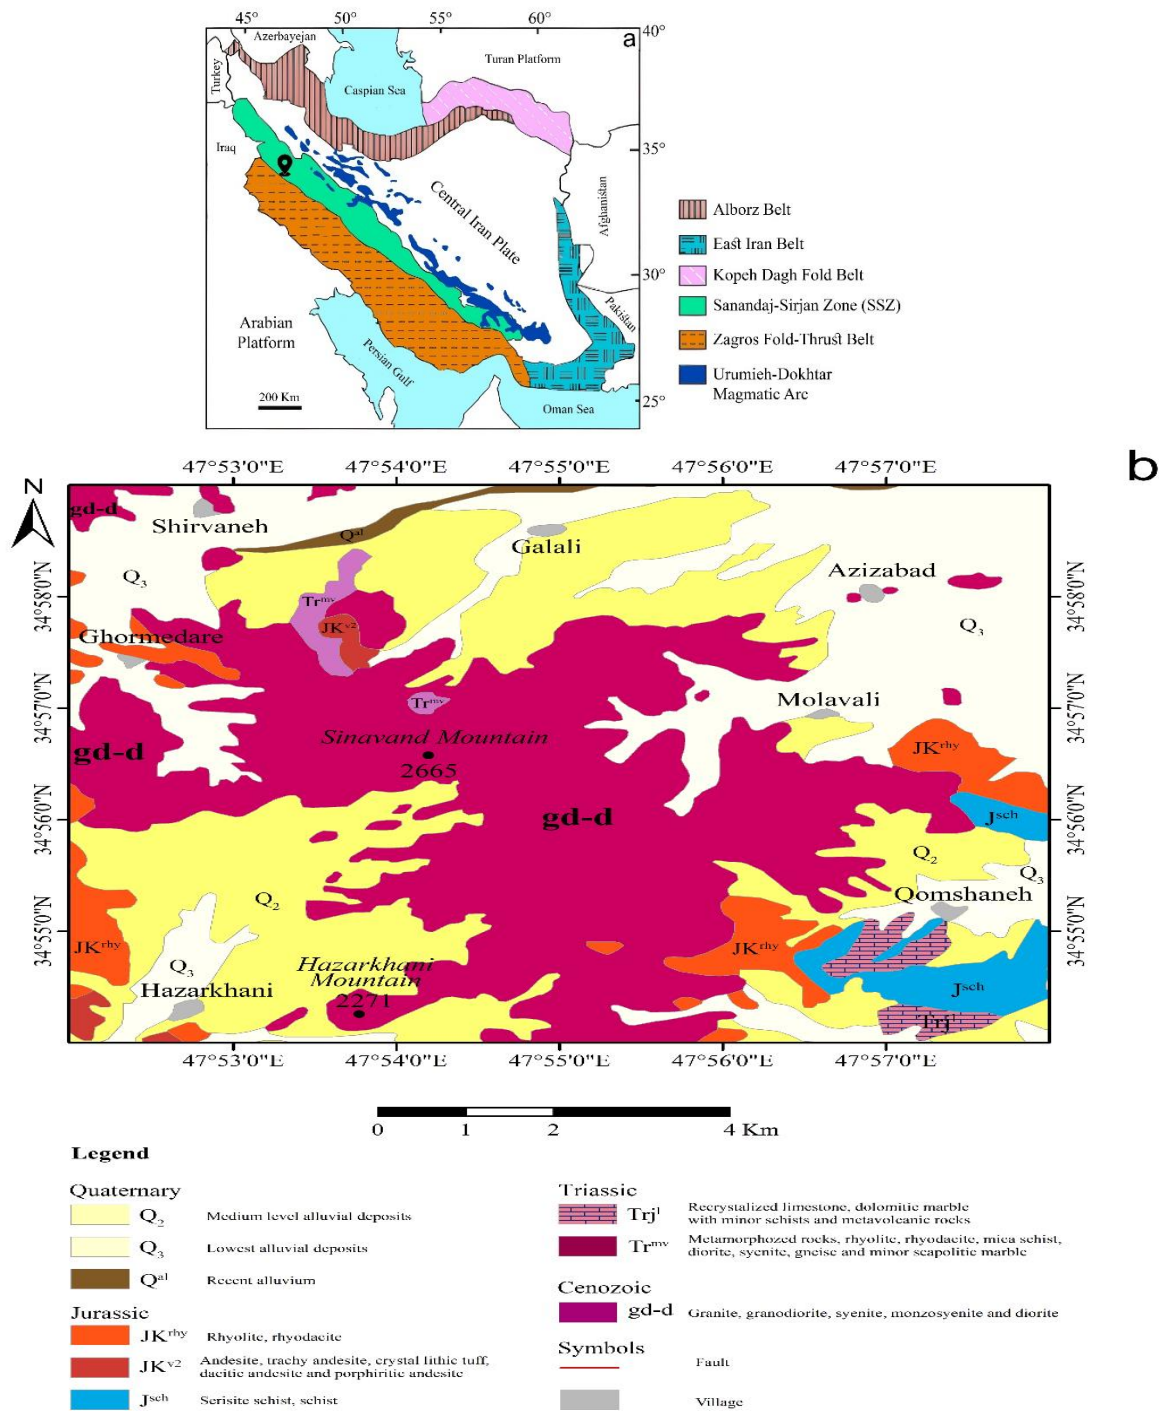 45° 50° 55° 60°
a
40°
Azerbayejan
Turkey
Turan Platform
Caspian Sea
Iraq
35°
Central Iran Plate
Afghanistan
30°
Pakistan
Arabian
Platform
Persian Gulf
200 Km
Oman Sea
25°
Alborz Belt
East Iran Belt
Kopeh Dagh Fold Belt
Sanandaj-Sirjan Zone (SSZ)
Zagros Fold-Thrust Belt
Urumieh-Dokhtar
Magmatic Arc
b
47°53'0"E 47°54'0"E 47°55'0"E 47°56'0"E 47°57'0"E
N
gd-d
Shirvaneh
Qal
Galali
Azizabad
Q3
34°58'0"N
Trmv
34°58'0"N
JKv2
Q3
Ghormedare
34°57'0"N
Trmv
Molavali
34°57'0"N
Sinavand Mountain
gd-d
2665
JKrhy
34°56'0"N
gd-d
Jsch
34°56'0"N
Q2
Q3
Q2
Qomshaneh
34°55'0"N
JKrhy
JKrhy
34°55'0"N
Q3
Hazarkhani
Mountain
2271
Hazarkhani
Jsch
Trjl
47°53'0"E 47°54'0"E 47°55'0"E 47°56'0"E 47°57'0"E
0 1 2 4 Km
Legend
Quaternary
Q2 Medium level alluvial deposits
Q3 Lowest alluvial deposits
Qal Recent alluvium
Jurassic
JKrhy Rhyolite, rhyodacite
JKv2 Andesite, trachy andesite, crystal lithic tuff,
dacitic andesite and porphiritic andesite
Jsch Serisite schist, schist
Triassic
Trjl Recrystalized limestone, dolomitic marble
with minor schists and metavolcanic rocks
Trmv Metamorphozed rocks, rhyolite, rhyodacite, mica schist,
diorite, syenite, gneise and minor scapolitic marble
Cenozoic
gd-d Granite, granodiorite, syenite, monzosyenite and diorite
Symbols
Fault
Village